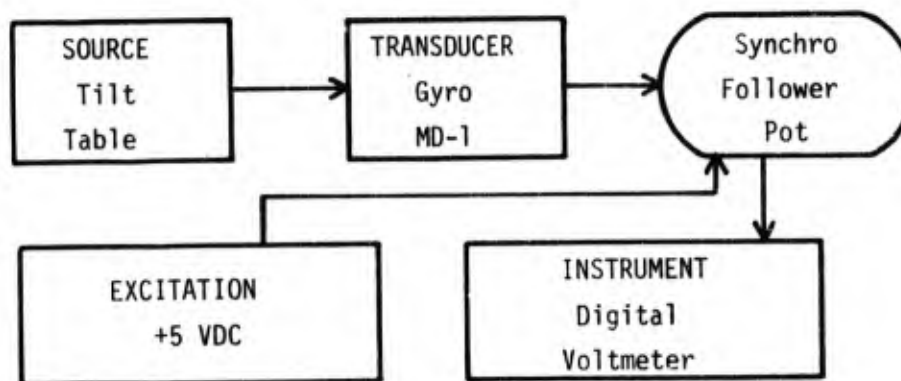 SOURCE
Tilt
Table
TRANSDUCER
Gyro
MD-1
Synchro
Follower
Pot
EXCITATION
+5 VDC
INSTRUMENT
Digital
Voltmeter